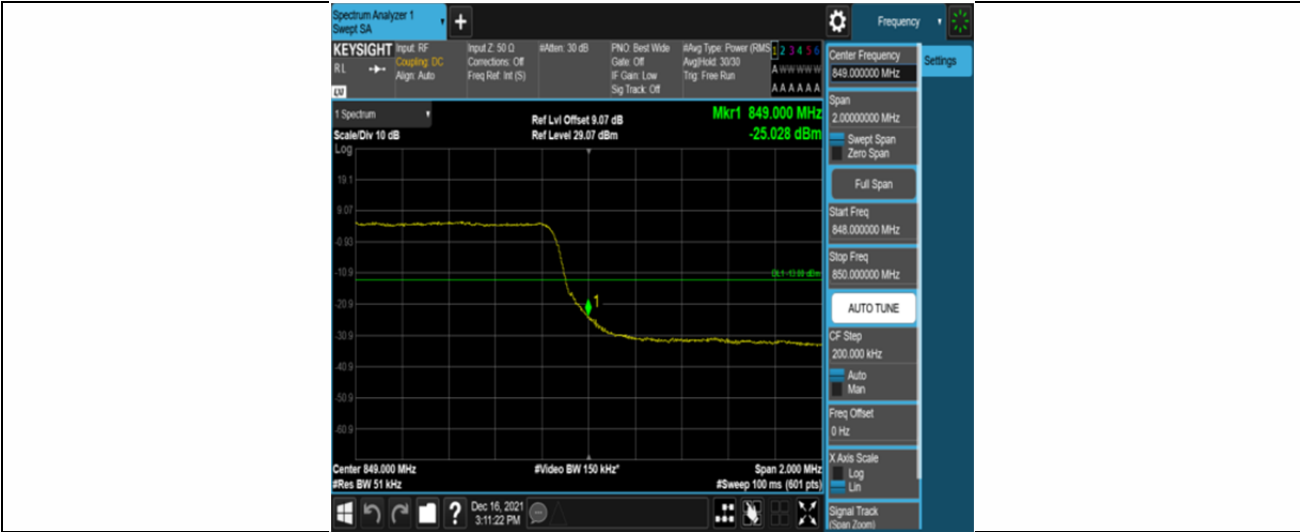 Spectrum Analyzer 1
Swept SA
+
Frequency
KEYSIGHT
RL
LXI
Input: RF
Coupling: DC
Align: Auto
Input Z: 50 Ω
Corrections: Off
Freq Ref: Int (S)
#Atten: 30 dB
PNO: Best Wide
Gate: Off
IF Gain: Low
Sig Track: Off
#Avg Type: Power (RMS
Avg|Hold: 30/30
Trig: Free Run
1 2 3 4 5 6
A W W W W W
A A A A A A
Center Frequency
849.000000 MHz
Settings
Span
2.00000000 MHz
Swept Span
Zero Span
Full Span
Start Freq
848.000000 MHz
Stop Freq
850.000000 MHz
AUTO TUNE
CF Step
200.000 kHz
Auto
Man
Freq Offset
0 Hz
X Axis Scale
Log
Lin
Signal Track
(Span Zoom)
1 Spectrum
Scale/Div 10 dB
Ref Lvl Offset 9.07 dB
Ref Level 29.07 dBm
Mkr1 849.000 MHz
-25.028 dBm
Log
19.1
9.07
-0.93
-10.9
DL1 -13.00 dBm
-20.9
1
-30.9
-40.9
-50.9
-60.9
Center 849.000 MHz
#Video BW 150 kHz*
Span 2.000 MHz
#Res BW 51 kHz
#Sweep 100 ms (601 pts)
?
Dec 16, 2021
3:11:22 PM